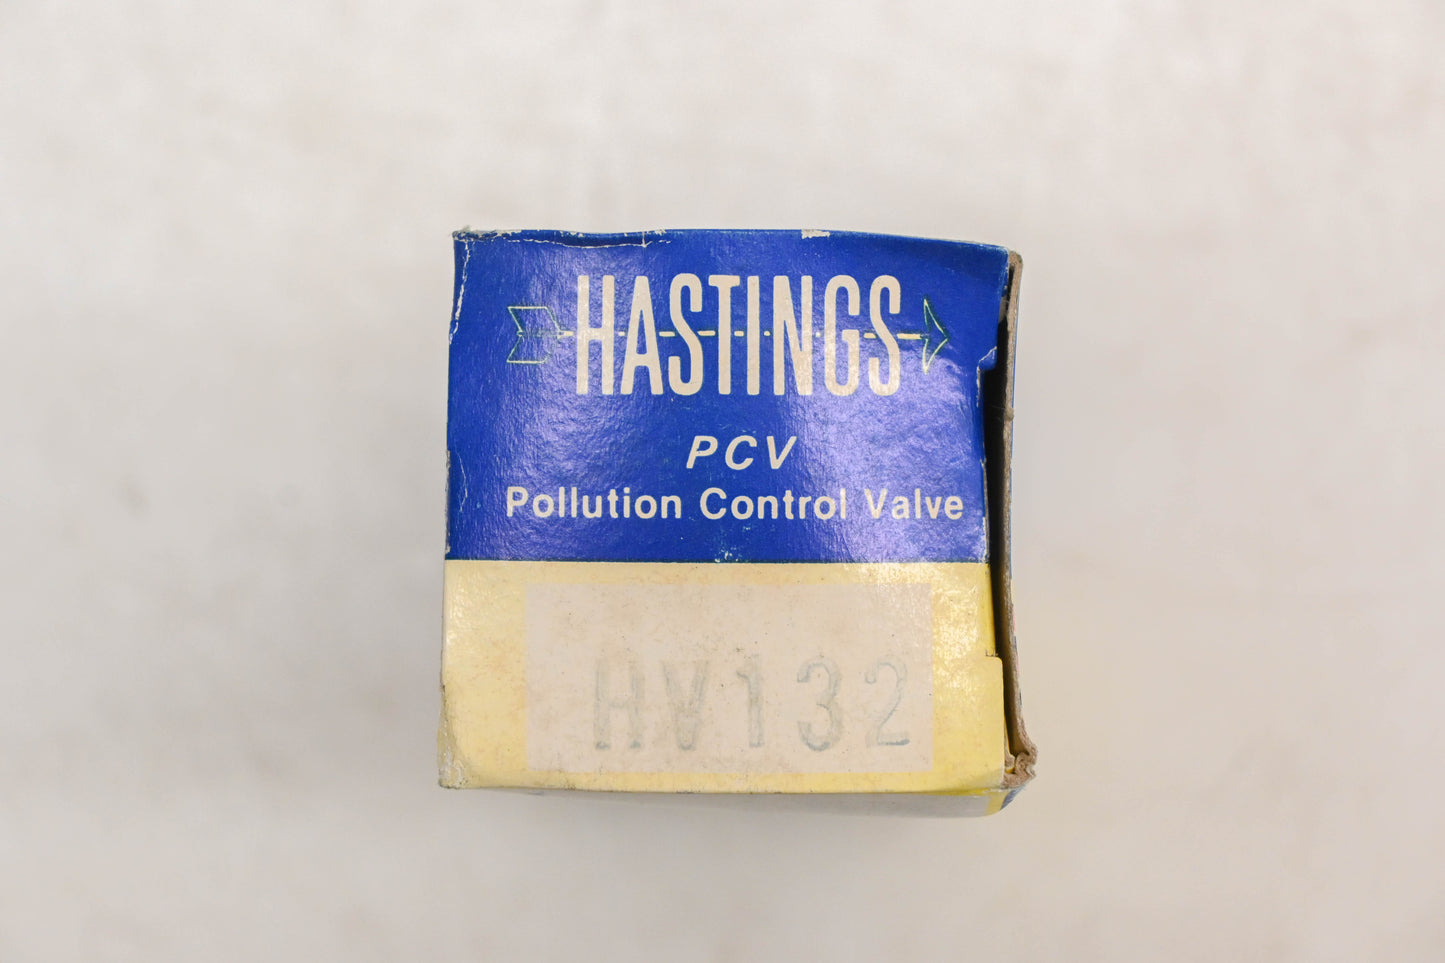 HASTINGS
PCV
Pollution Control Valve
HV132